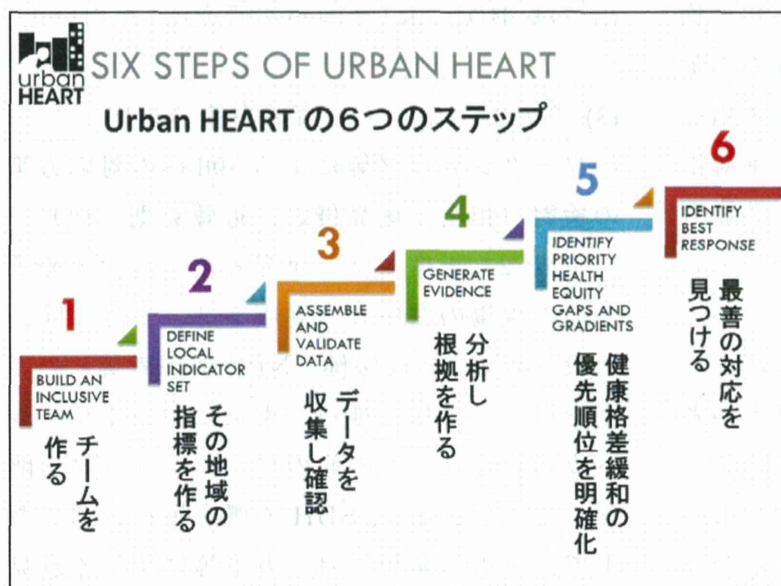 urban
HEART
SIX STEPS OF URBAN HEART
Urban HEART の6つのステップ
1
BUILD AN
INCLUSIVE
TEAM
チームを
作る
2
DEFINE
LOCAL
INDICATOR
SET
その地域の
指標を作る
3
ASSEMBLE
AND
VALIDATE
DATA
データを
収集し確認
4
GENERATE
EVIDENCE
分析し
根拠を作る
5
IDENTIFY
PRIORITY
HEALTH
EQUITY
GAPS AND
GRADIENTS
健康格差緩和の
優先順位を明確化
6
IDENTIFY
BEST
RESPONSE
最善の対応を
見つける